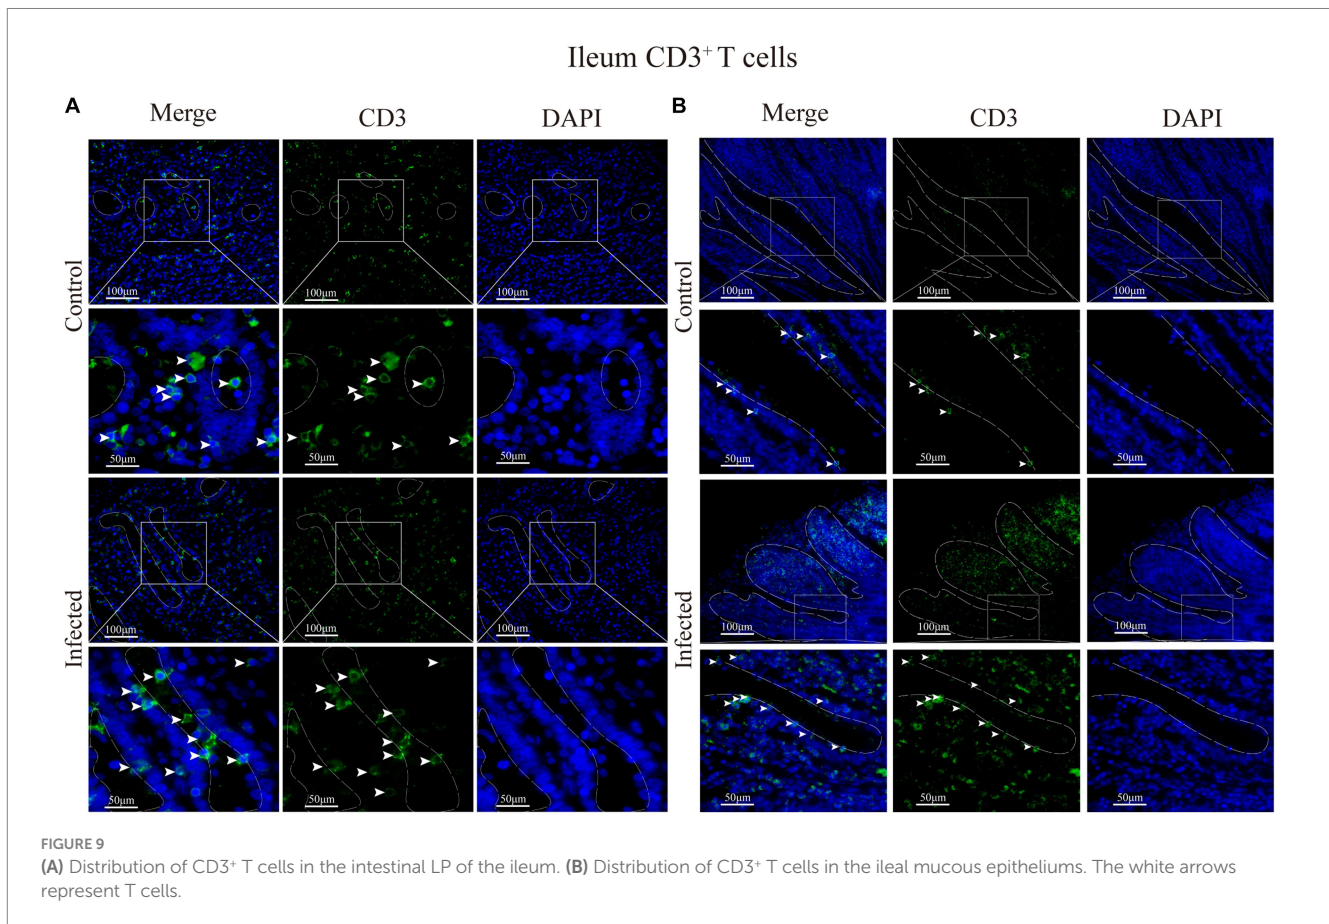 Ileum CD3⁺ T cells
A
Merge CD3 DAPI
B
Merge CD3 DAPI
Control
100μm 100μm 100μm
50μm 50μm 50μm
Infected
100μm 100μm 100μm
50μm 50μm 50μm
Control
100μm 100μm 100μm
50μm 50μm 50μm
Infected
100μm 100μm 100μm
50μm 50μm 50μm
FIGURE 9
(A) Distribution of CD3⁺ T cells in the intestinal LP of the ileum. (B) Distribution of CD3⁺ T cells in the ileal mucous epitheliums. The white arrows
represent T cells.